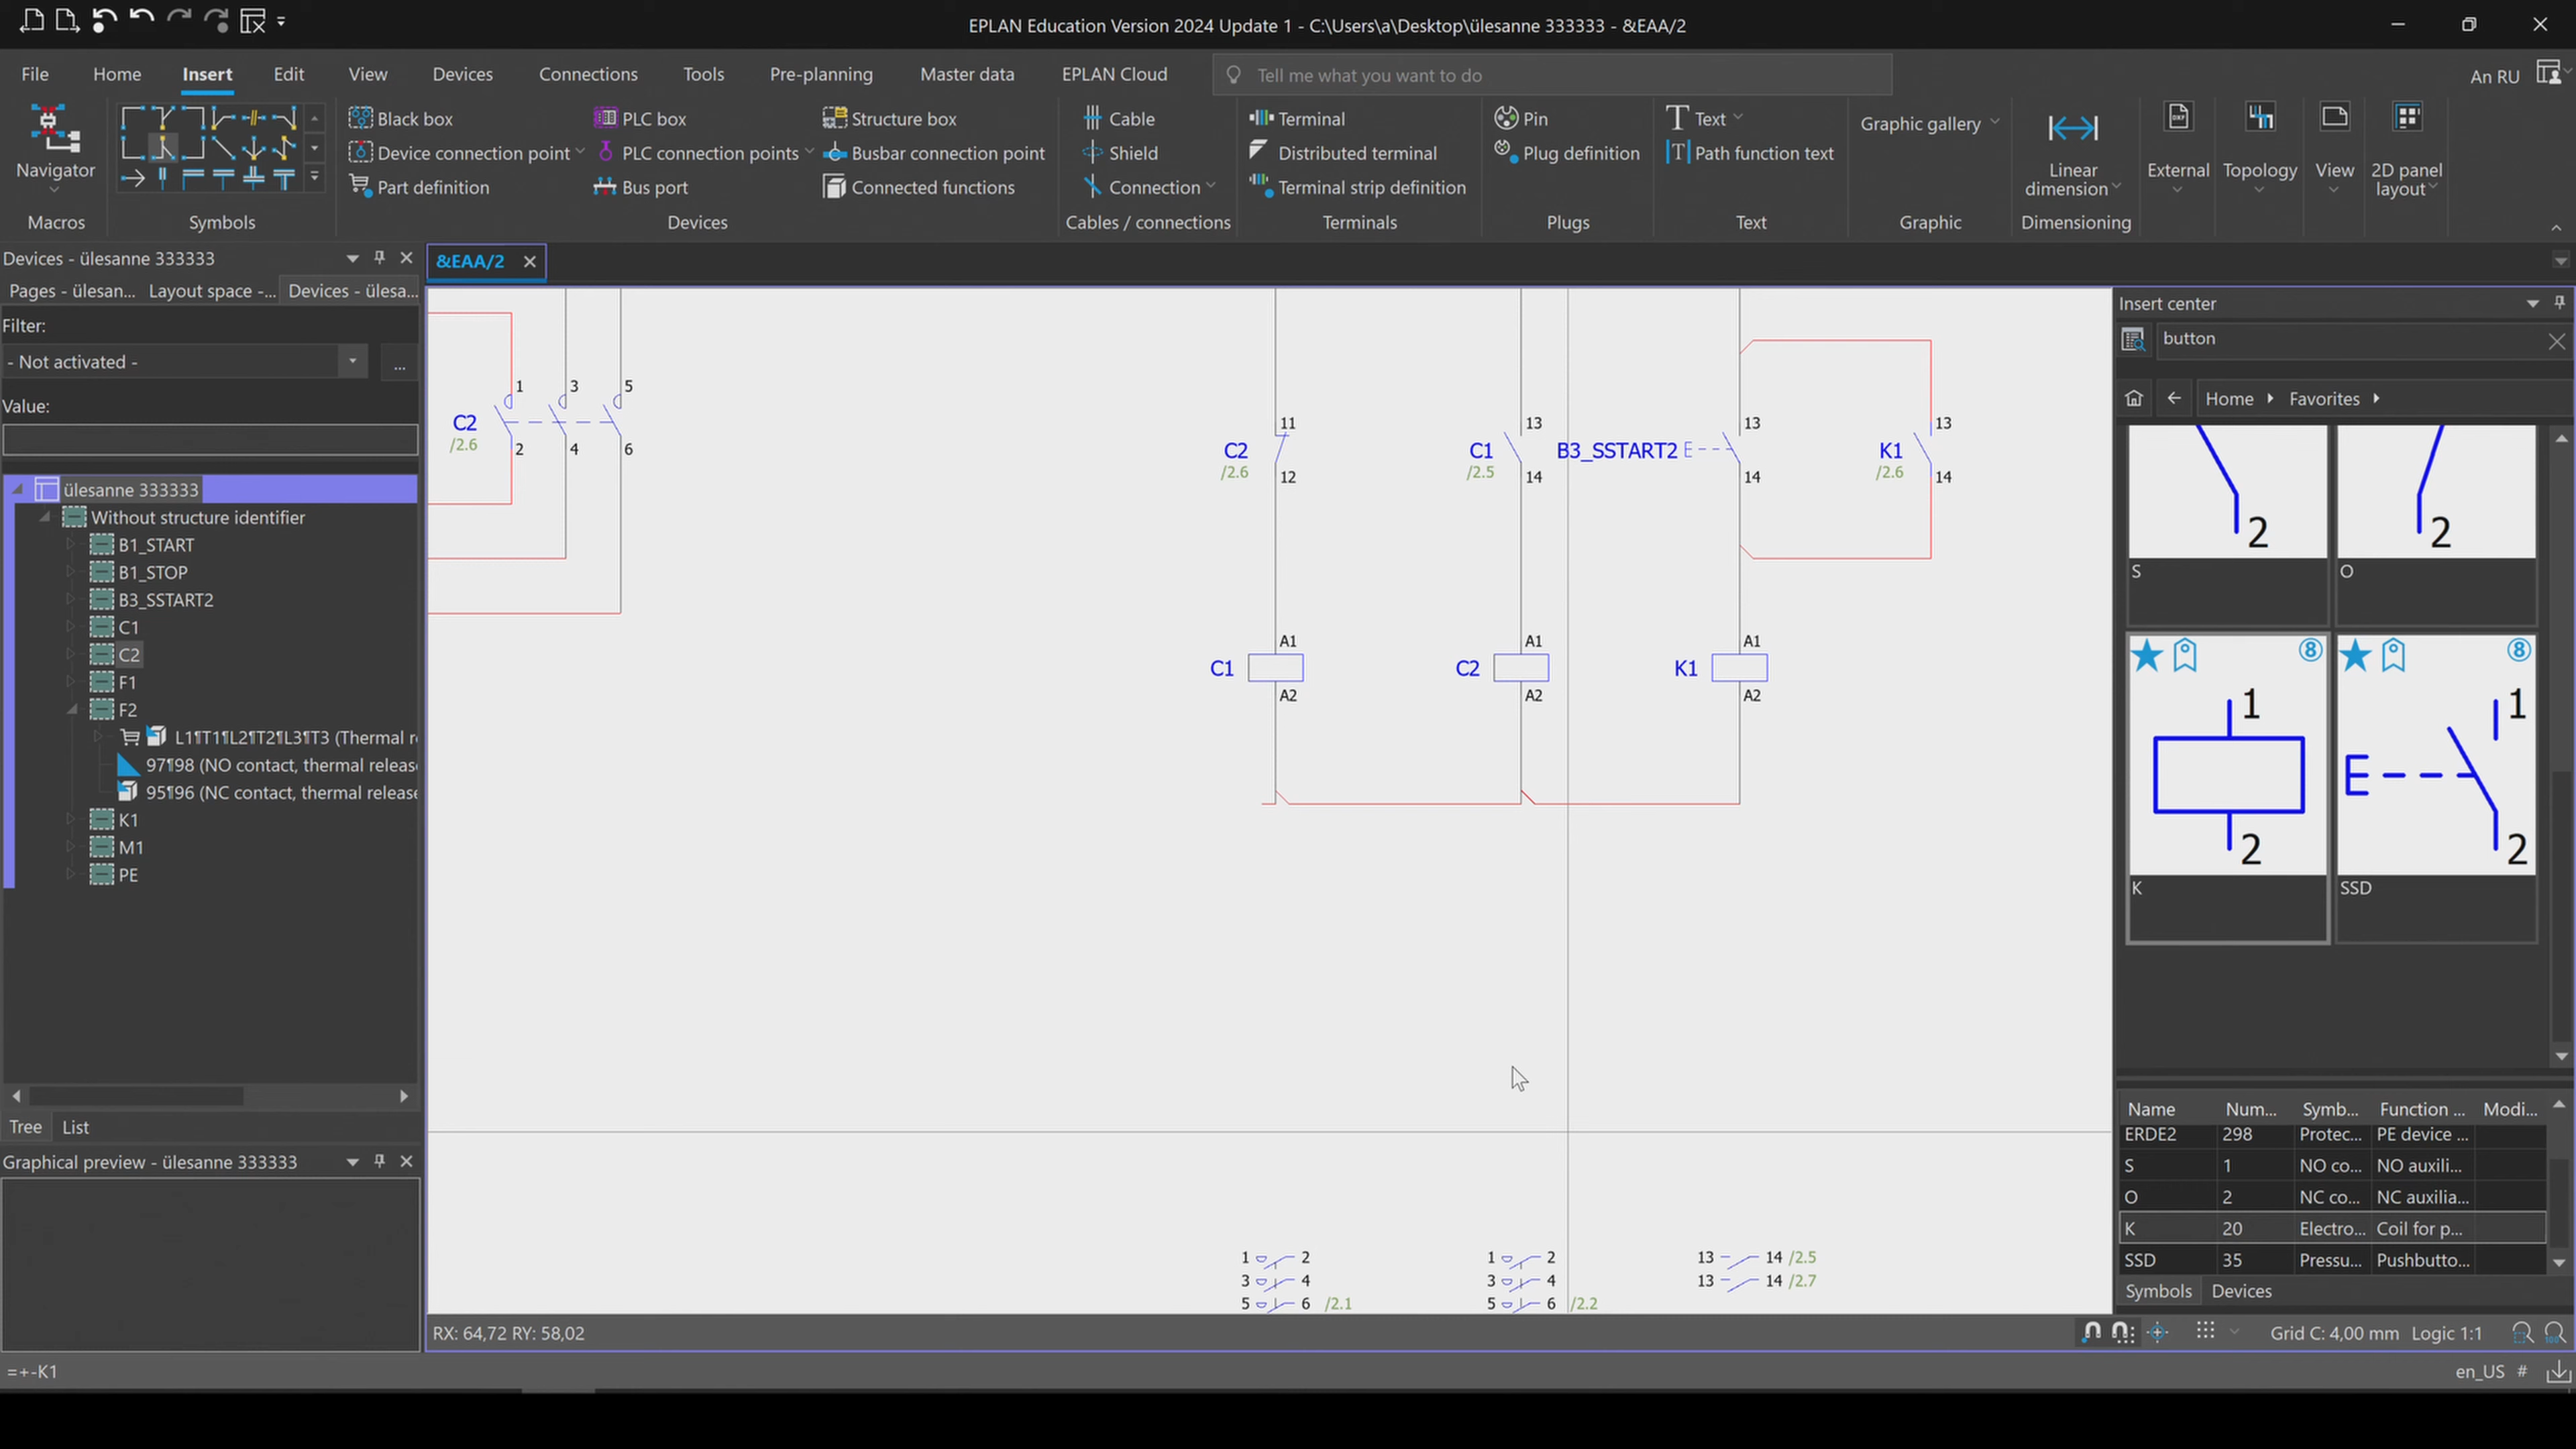 EPLAN Education Version 2024 Update 1 - C:\Users\a\Desktop\ülesanne 333333 - &EAA/2
File Home Insert Edit View Devices Connections Tools Pre-planning Master data EPLAN Cloud Tell me what you want to do An RU
Navigator
Macros
Symbols
Black box PLC box Structure box
Device connection point PLC connection points Busbar connection point
Part definition Bus port Connected functions
Devices
Cable
Shield
Connection
Cables / connections
Terminal
Distributed terminal
Terminal strip definition
Terminals
Pin
Plug definition
Plugs
Text
Path function text
Text
Graphic gallery
Graphic
Linear
dimension
Dimensioning
External
Topology
View
2D panel
layout
Devices - ülesanne 333333
Pages - ülesan... Layout space -... Devices - ülesa...
Filter:
- Not activated -
...
Value:
ülesanne 333333
Without structure identifier
B1_START
B1_STOP
B3_SSTART2
C1
C2
F1
F2
L1¶T1¶L2¶T2¶L3¶T3 (Thermal r
97¶98 (NO contact, thermal release
95¶96 (NC contact, thermal release
K1
M1
PE
Tree List
Graphical preview - ülesanne 333333
&EAA/2
1 3 5
C2
/2.6
2 4 6
11 13 13 13
C2 C1 B3_SSTART2 E K1
/2.6 /2.5 /2.6
12 14 14 14
A1 A1 A1
C1 C2 K1
A2 A2 A2
1 2 1 2 13 14 /2.5
3 4 3 4 13 14 /2.7
5 6 /2.1 5 6 /2.2
RX: 64,72 RY: 58,02
Grid C: 4,00 mm Logic 1:1
=+-K1
en_US #
Insert center
button
Home Favorites
2 2
S O
8 8
1 1
E
2 2
K SSD
Name Num... Symb... Function ... Modi...
ERDE2 298 Protec... PE device ...
S 1 NO co... NO auxili...
O 2 NC co... NC auxilia...
K 20 Electro... Coil for p...
SSD 35 Pressu... Pushbutto...
Symbols Devices